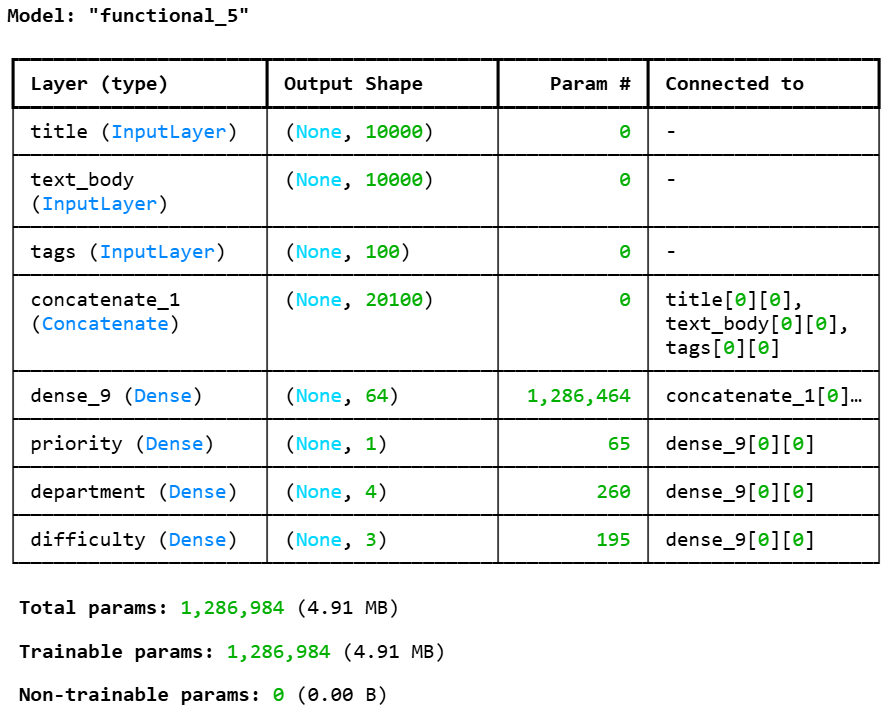 Model: "functional_5"
Layer (type) Output Shape Param # Connected to
title (InputLayer) (None, 10000) 0 -
text_body (None, 10000) 0 -
(InputLayer)
tags (InputLayer) (None, 100) 0 -
concatenate_1 (None, 20100) 0 title[0][0],
(Concatenate) text_body[0][0],
tags[0][0]
dense_9 (Dense) (None, 64) 1,286,464 concatenate_1[0]…
priority (Dense) (None, 1) 65 dense_9[0][0]
department (Dense) (None, 4) 260 dense_9[0][0]
difficulty (Dense) (None, 3) 195 dense_9[0][0]
Total params: 1,286,984 (4.91 MB)
Trainable params: 1,286,984 (4.91 MB)
Non-trainable params: 0 (0.00 B)